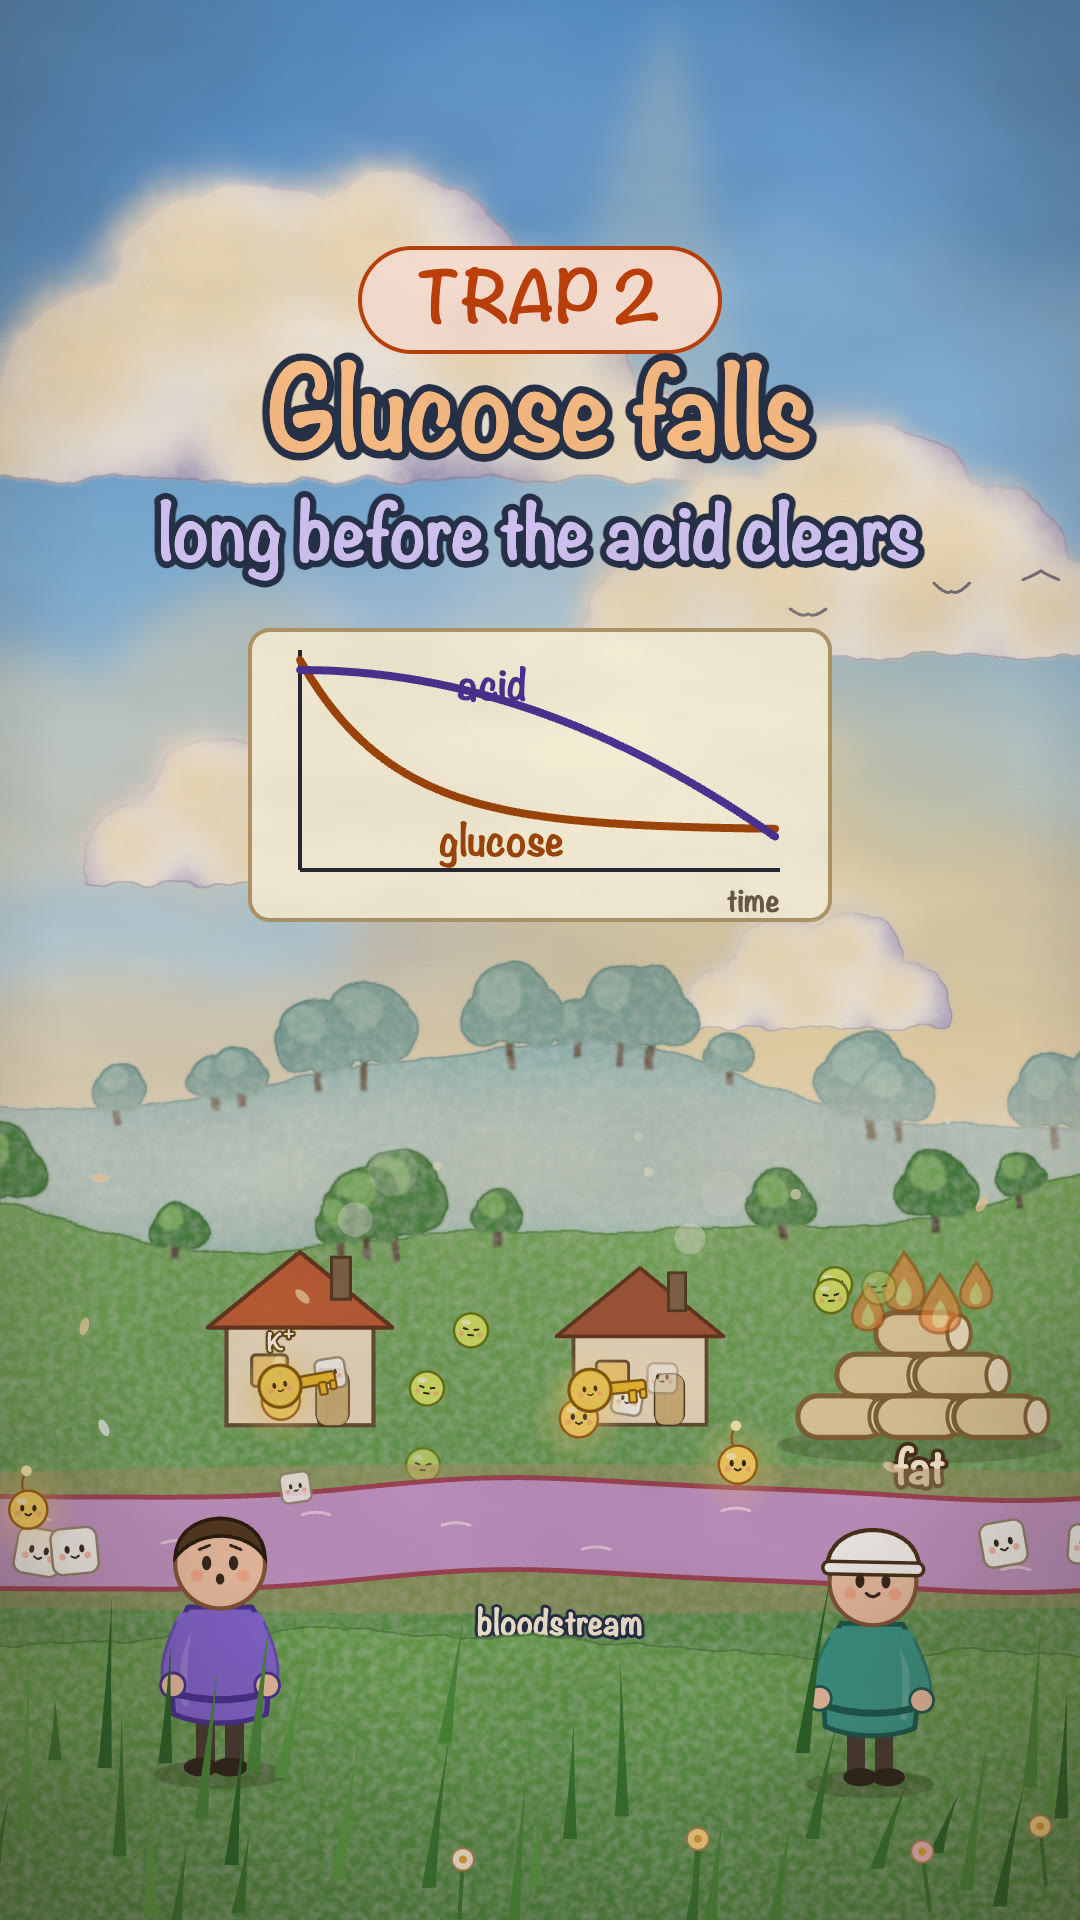 TRAP 2
Glucose falls
long before the acid clears
acid
glucose
time
K⁺
fat
bloodstream